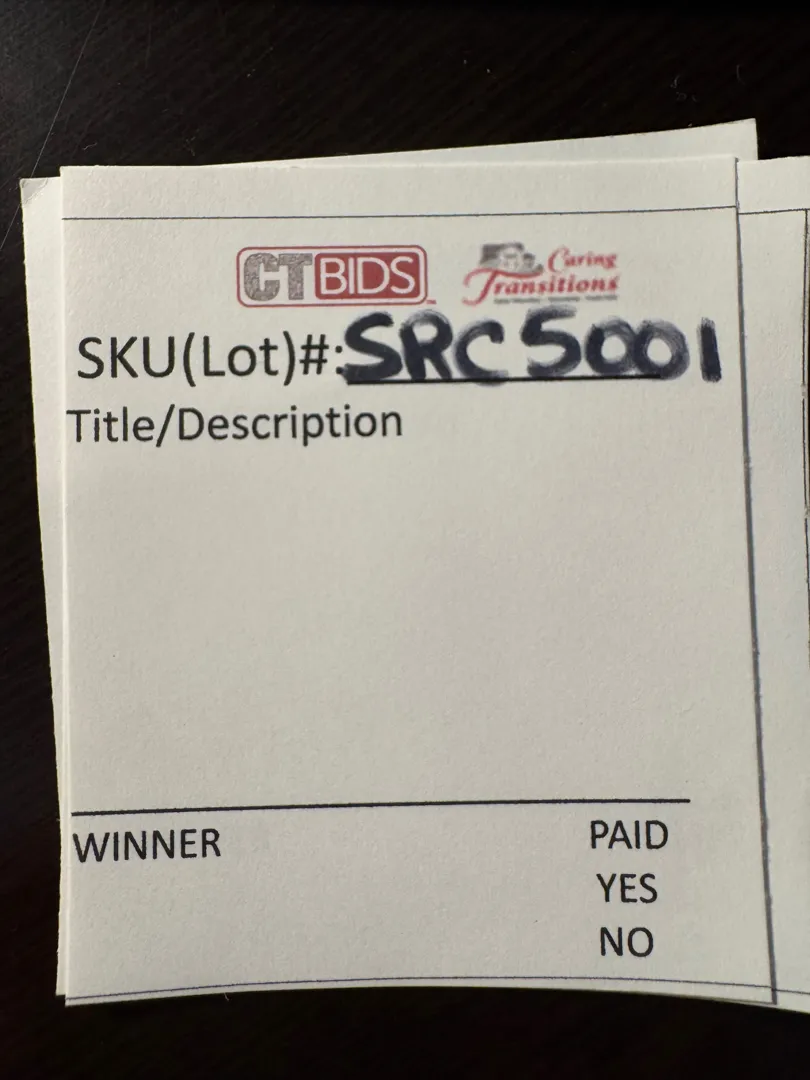 CTBIDS
Caring
Transitions
SKU(Lot)#:SRC5001
Title/Description
WINNER PAID
YES
NO